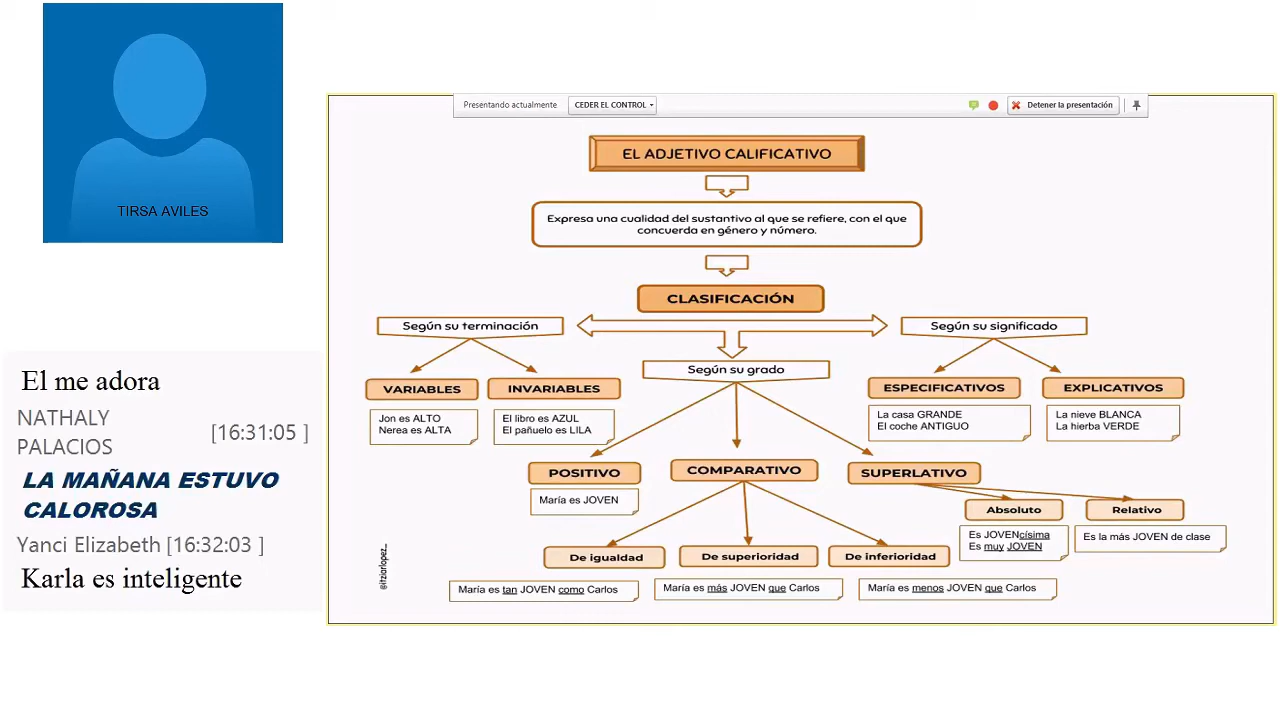 TIRSA AVILES
El me adora
NATHALY
PALACIOS
[16:31:05 ]
LA MAÑANA ESTUVO
CALOROSA
Yanci Elizabeth [16:32:03 ]
Karla es inteligente
Presentando actualmente
CEDER EL CONTROL
Detener la presentación
EL ADJETIVO CALIFICATIVO
Expresa una cualidad del sustantivo al que se refiere, con el que
concuerda en género y número.
CLASIFICACIÓN
Según su terminación
VARIABLES
Jon es ALTO
Nerea es ALTA
INVARIABLES
El libro es AZUL
El pañuelo es LILA
Según su grado
POSITIVO
María es JOVEN
COMPARATIVO
De igualdad
María es tan JOVEN como Carlos
De superioridad
María es más JOVEN que Carlos
De inferioridad
María es menos JOVEN que Carlos
SUPERLATIVO
Absoluto
Es JOVENcísima
Es muy JOVEN
Relativo
Es la más JOVEN de clase
Según su significado
ESPECIFICATIVOS
La casa GRANDE
El coche ANTIGUO
EXPLICATIVOS
La nieve BLANCA
La hierba VERDE
@itziarlopez...